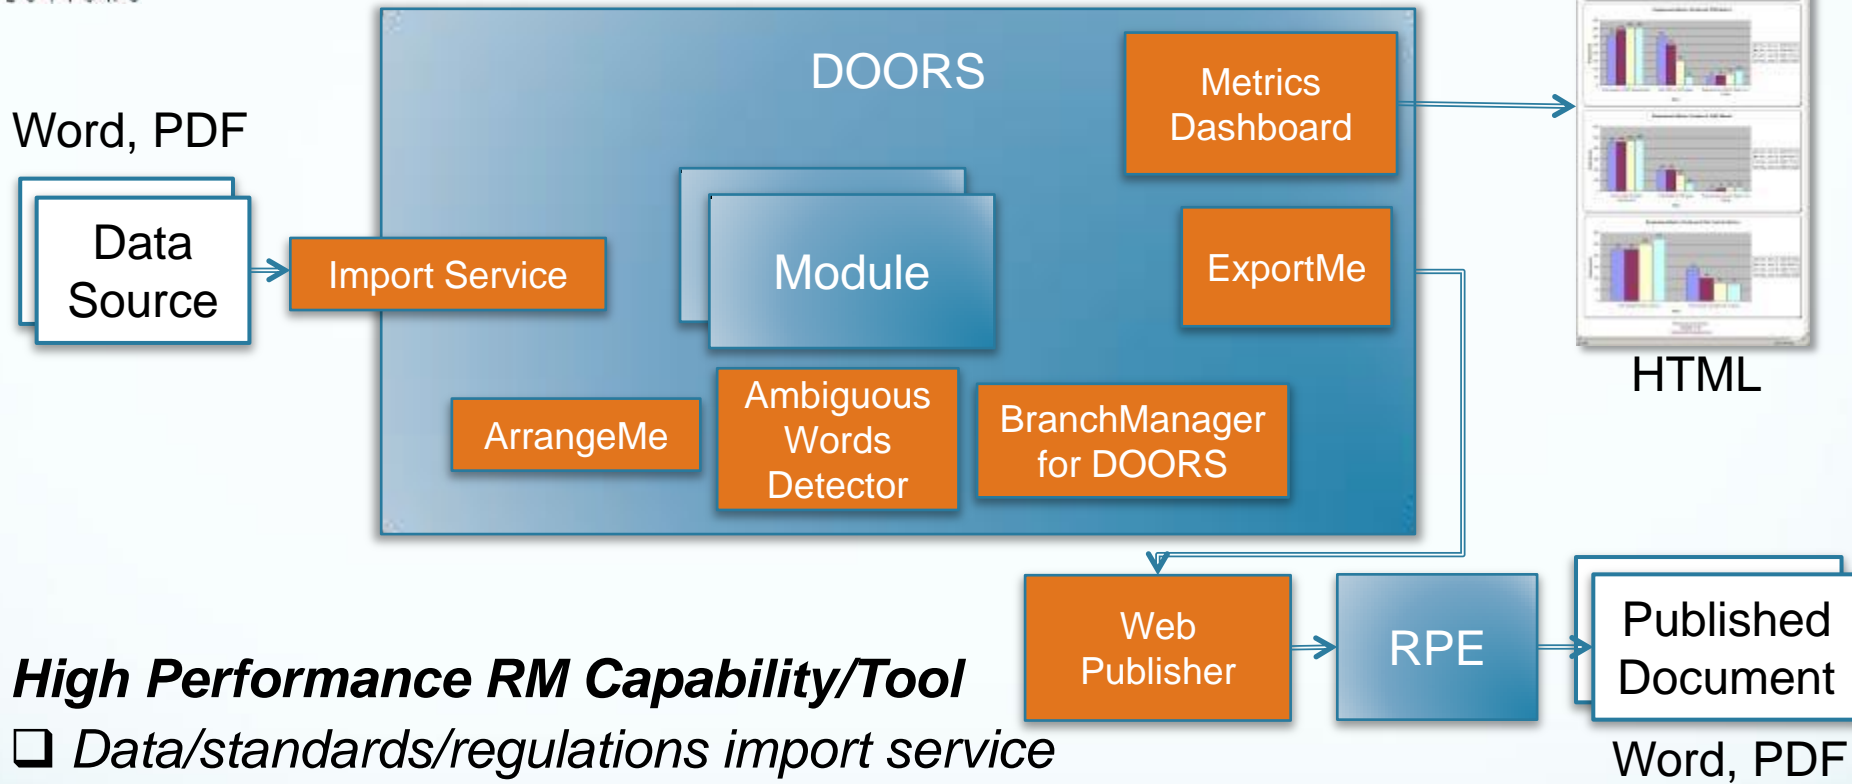 DOORS
Metrics
Dashboard
Word, PDF
Data
Source
Import Service
Module
ExportMe
HTML
ArrangeMe
Ambiguous
Words
Detector
BranchManager
for DOORS
Web
Publisher
RPE
Published
Document
Word, PDF
High Performance RM Capability/Tool
❑ Data/standards/regulations import service